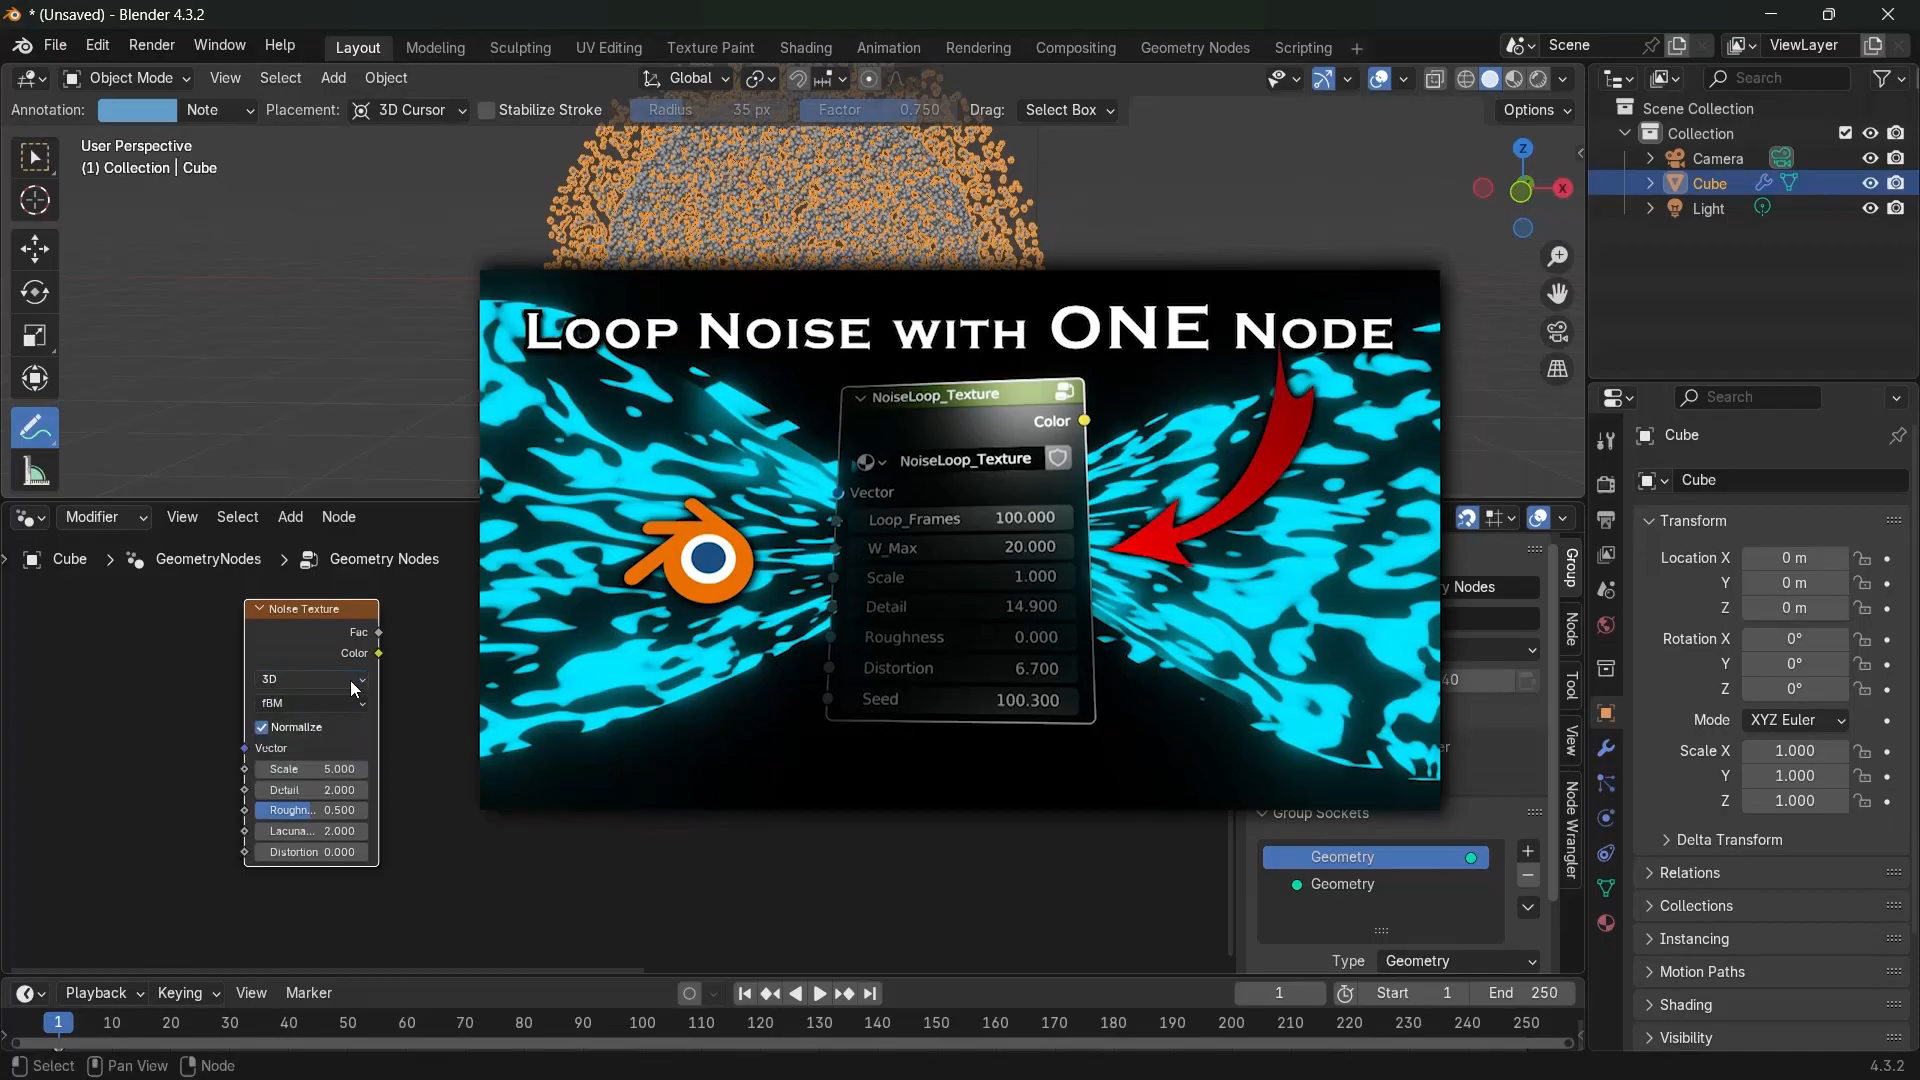 * (Unsaved) - Blender 4.3.2
File Edit Render Window Help Layout Modeling Sculpting UV Editing Texture Paint Shading Animation Rendering Compositing Geometry Nodes Scripting + Scene ViewLayer
Object Mode View Select Add Object Global Search
Annotation: Note Placement: 3D Cursor Stabilize Stroke Radius 35 px Factor 0.750 Drag: Select Box Options
User Perspective
(1) Collection | Cube
Z
X
Scene Collection
Collection
Camera
Cube
Light
LOOP NOISE WITH ONE NODE
NoiseLoop_Texture
Color
NoiseLoop_Texture
Vector
Loop_Frames 100.000
W_Max 20.000
Scale 1.000
Detail 14.900
Roughness 0.000
Distortion 6.700
Seed 100.300
Modifier View Select Add Node
Cube > GeometryNodes > Geometry Nodes
Noise Texture
Fac
Color
3D
fBM
Normalize
Vector
Scale 5.000
Detail 2.000
Roughn... 0.500
Lacuna... 2.000
Distortion 0.000
y Nodes
40
er
Group
Node
Tool
View
Node Wrangler
Group Sockets
Geometry
Geometry
Type Geometry
Search
Cube
Cube
Transform
Location X 0 m
Y 0 m
Z 0 m
Rotation X 0°
Y 0°
Z 0°
Mode XYZ Euler
Scale X 1.000
Y 1.000
Z 1.000
Delta Transform
Relations
Collections
Instancing
Motion Paths
Shading
Visibility
Playback Keying View Marker 1 Start 1 End 250
1 10 20 30 40 50 60 70 80 90 100 110 120 130 140 150 160 170 180 190 200 210 220 230 240 250
Select Pan View Node 4.3.2